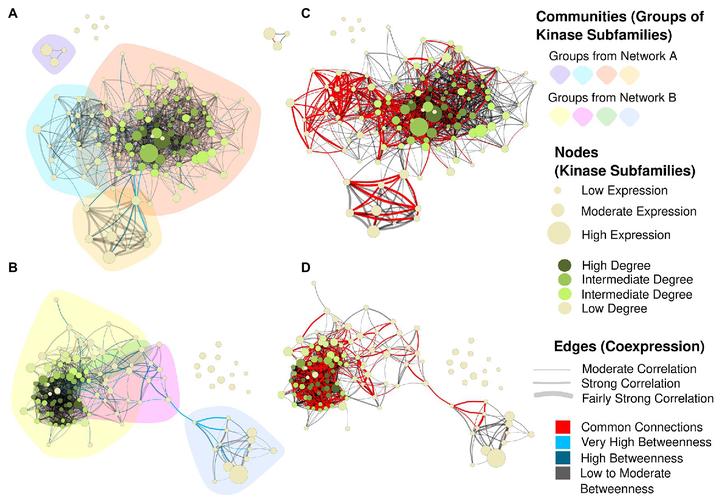 A
C
B
D
Communities (Groups of
Kinase Subfamilies)
Groups from Network A
Groups from Network B
Nodes
(Kinase Subfamilies)
Low Expression
Moderate Expression
High Expression
High Degree
Intermediate Degree
Intermediate Degree
Low Degree
Edges (Coexpression)
Moderate Correlation
Strong Correlation
Fairly Strong Correlation
Common Connections
Very High Betweenness
High Betweenness
Low to Moderate
Betweenness